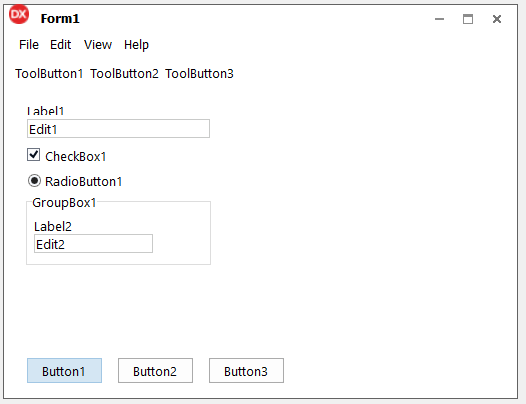 DX Form1
File Edit View Help
ToolButton1 ToolButton2 ToolButton3
Label1
Edit1
CheckBox1
RadioButton1
GroupBox1
Label2
Edit2
Button1 Button2 Button3